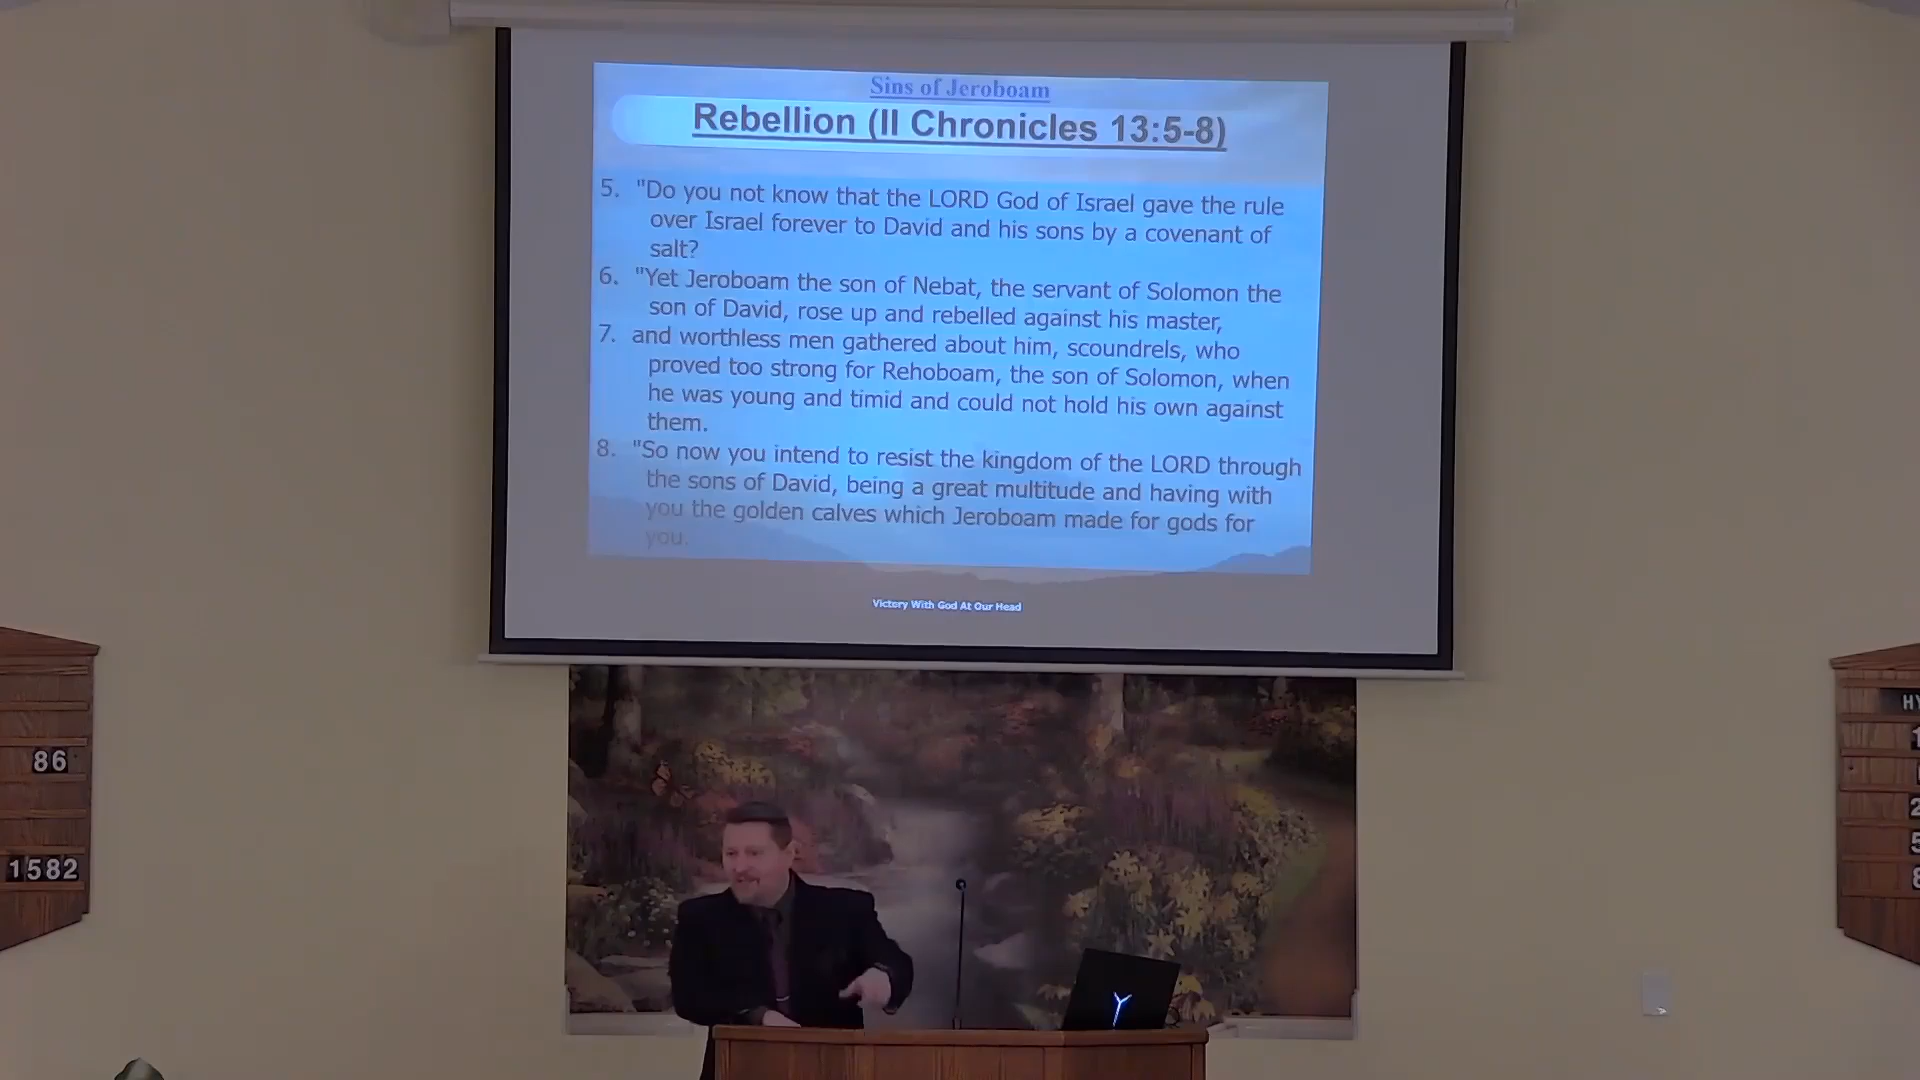 Sins of Jeroboam
Rebellion (II Chronicles 13:5-8)
5. "Do you not know that the LORD God of Israel gave the rule
over Israel forever to David and his sons by a covenant of
salt?
6. "Yet Jeroboam the son of Nebat, the servant of Solomon the
son of David, rose up and rebelled against his master,
7. and worthless men gathered about him, scoundrels, who
proved too strong for Rehoboam, the son of Solomon, when
he was young and timid and could not hold his own against
them.
8. "So now you intend to resist the kingdom of the LORD through
the sons of David, being a great multitude and having with
you the golden calves which Jeroboam made for gods for
you.
Victory With God At Our Head
86
1582
HY
1
2
5
8